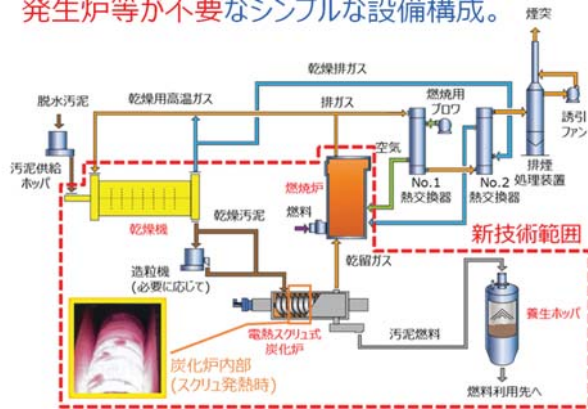 発生炉等が不要なシンプルな設備構成。
煙突
乾燥排ガス
脱水汚泥
乾燥用高温ガス
排ガス
燃焼用
ブロワ
誘引
ファン
空気
汚泥供給
ホッパ
燃焼炉
No.1
熱交換器
No.2
熱交換器
排煙
処理装置
乾燥機
燃料
新技術範囲
乾燥汚泥
乾留ガス
造粒機
(必要に応じて)
養生ホッパ
電熱スクリュ式
炭化炉
汚泥燃料
炭化炉内部
(スクリュ発熱時)
燃料利用先へ